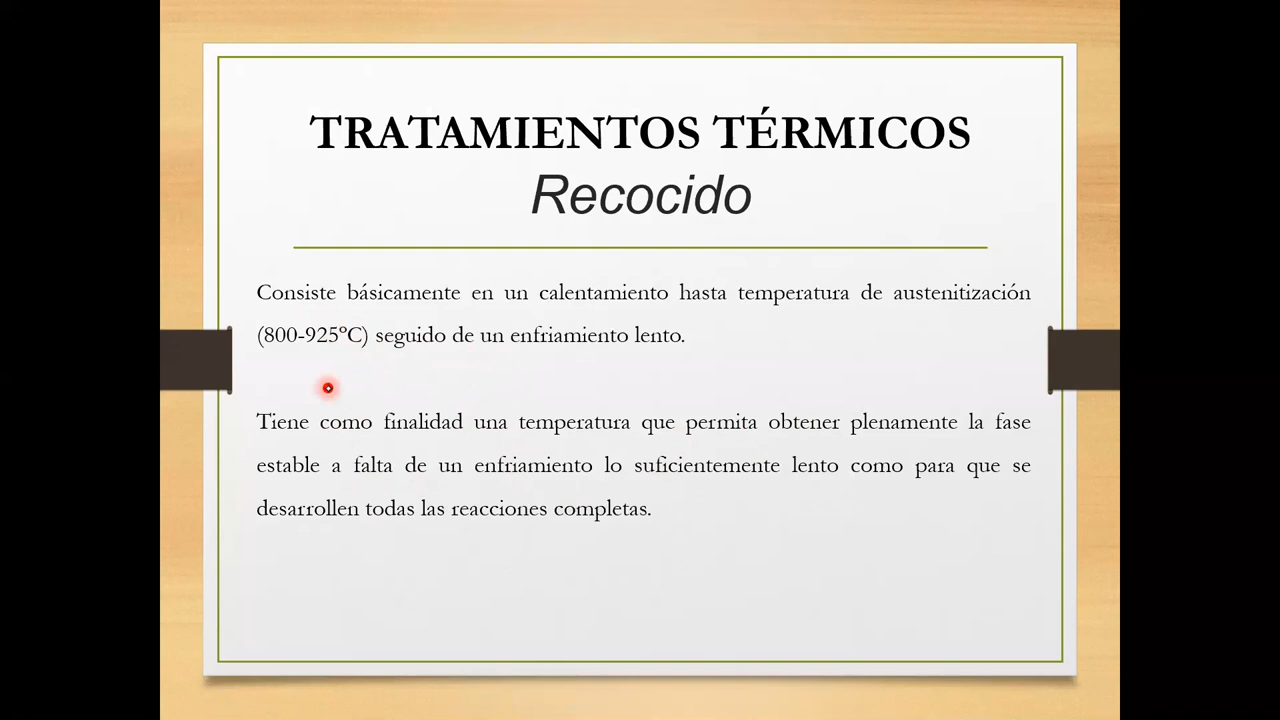 TRATAMIENTOS TÉRMICOS
Recocido
Consiste básicamente en un calentamiento hasta temperatura de austenitización
(800-925ºC) seguido de un enfriamiento lento.
Tiene como finalidad una temperatura que permita obtener plenamente la fase
estable a falta de un enfriamiento lo suficientemente lento como para que se
desarrollen todas las reacciones completas.